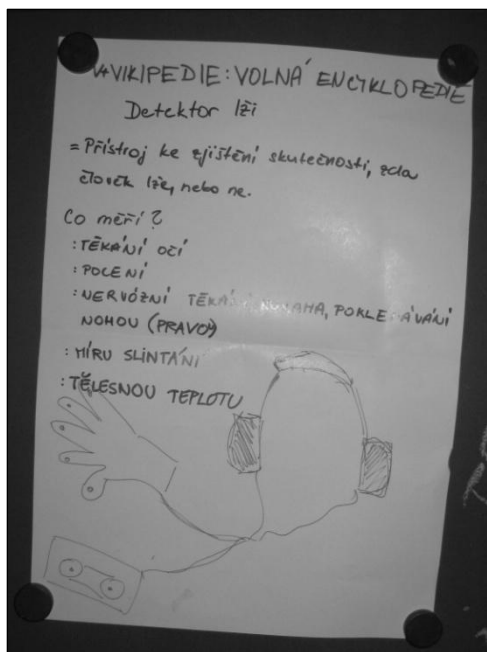 VIKIPEDIE: VOLNÁ ENCYKLOPEDIE
Detektor lži
= Přístroj ke zjištění skutečnosti, zda
člověk lže, nebo ne.
Co měří?
: TĚKÁNÍ OČÍ
: POCENÍ
: NERVÓZNÍ POKLEPÁVÁNÍ
NOHOU (PRAVOU)
: MÍRU SLINTÁNÍ
: TĚLESNOU TEPLOTU